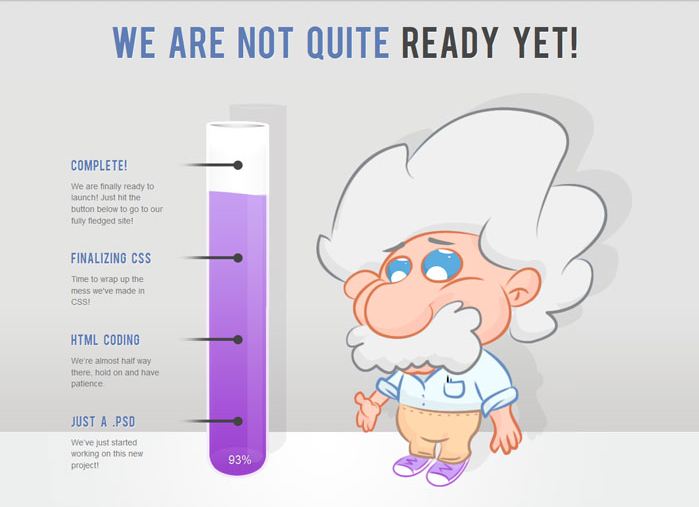 WE ARE NOT QUITE READY YET!
COMPLETE!
We are finally ready to
launch! Just hit the
button below to go to our
fully fledged site!
FINALIZING CSS
Time to wrap up the
mess we've made in
CSS!
HTML CODING
We're almost half way
there, hold on and have
patience.
JUST A .PSD
We've just started
working on this new
project!
93%